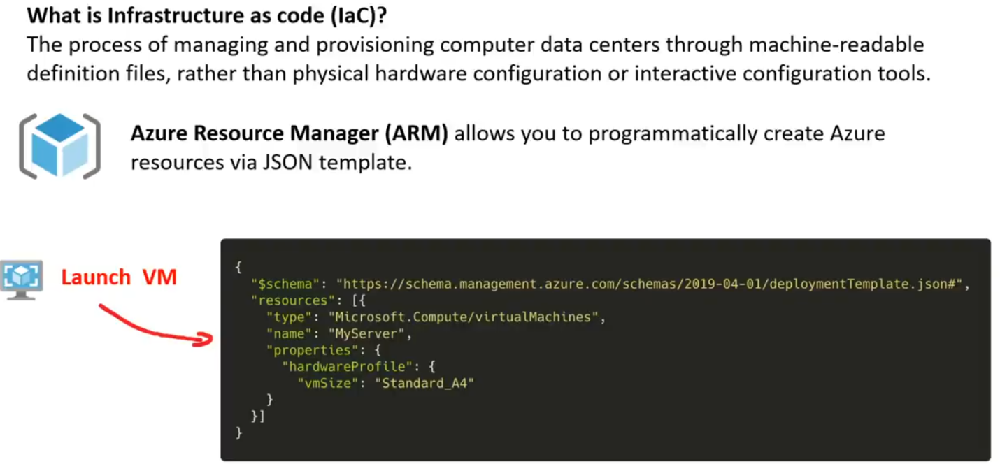 What is Infrastructure as code (IaC)?
The process of managing and provisioning computer data centers through machine-readable
definition files, rather than physical hardware configuration or interactive configuration tools.
Azure Resource Manager (ARM) allows you to programmatically create Azure
resources via JSON template.
Launch VM
{
  "$schema": "https://schema.management.azure.com/schemas/2019-04-01/deploymentTemplate.json#",
  "resources": [{
    "type": "Microsoft.Compute/virtualMachines",
    "name": "MyServer",
    "properties": {
      "hardwareProfile": {
        "vmSize": "Standard_A4"
    }
  }]
}